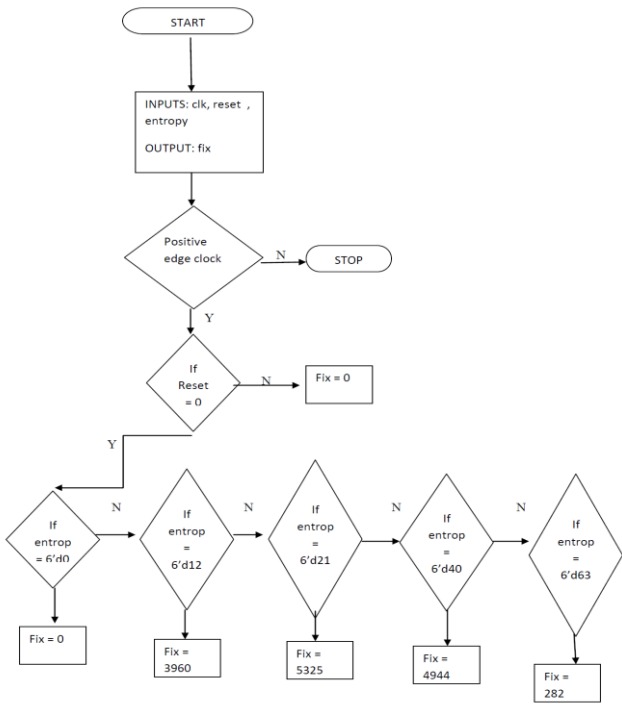 START
INPUTS: clk, reset ,
entropy
OUTPUT: fix
Positive
edge clock
N
STOP
Y
If
Reset
= 0
N
Fix = 0
Y
If
entrop
= 6'd0
N
If
entrop
=
6'd12
N
If
entrop
=
6'd21
N
If
entrop
=
6'd40
N
If
entrop
=
6'd63
Fix = 0
Fix =
3960
Fix =
5325
Fix =
4944
Fix =
282